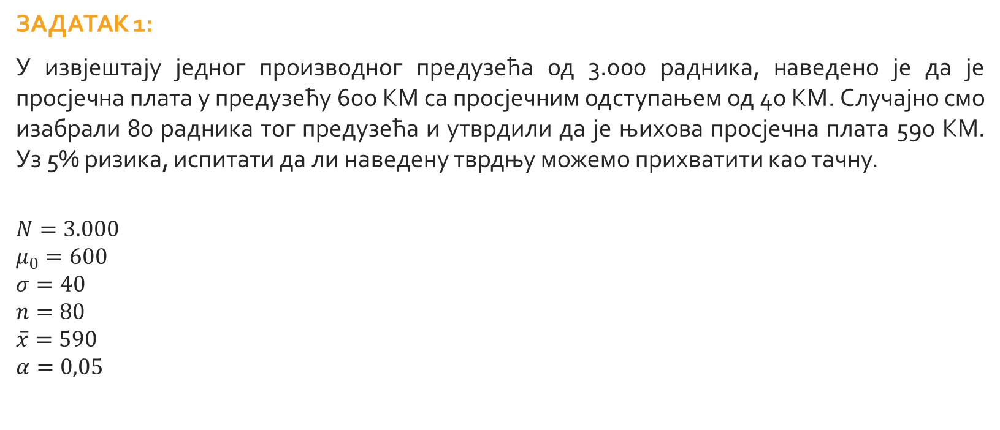 ЗАДАТАК 1:
У извјештају једног производног предузећа од 3.000 радника, наведено је да је
просјечна плата у предузећу 600 КМ са просјечним одступањем од 40 КМ. Случајно смо
изабрали 80 радника тог предузећа и утврдили да је њихова просјечна плата 590 КМ.
Уз 5% ризика, испитати да ли наведену тврдњу можемо прихватити као тачну.
N = 3.000
μ₀ = 600
σ = 40
n = 80
x̄ = 590
α = 0,05